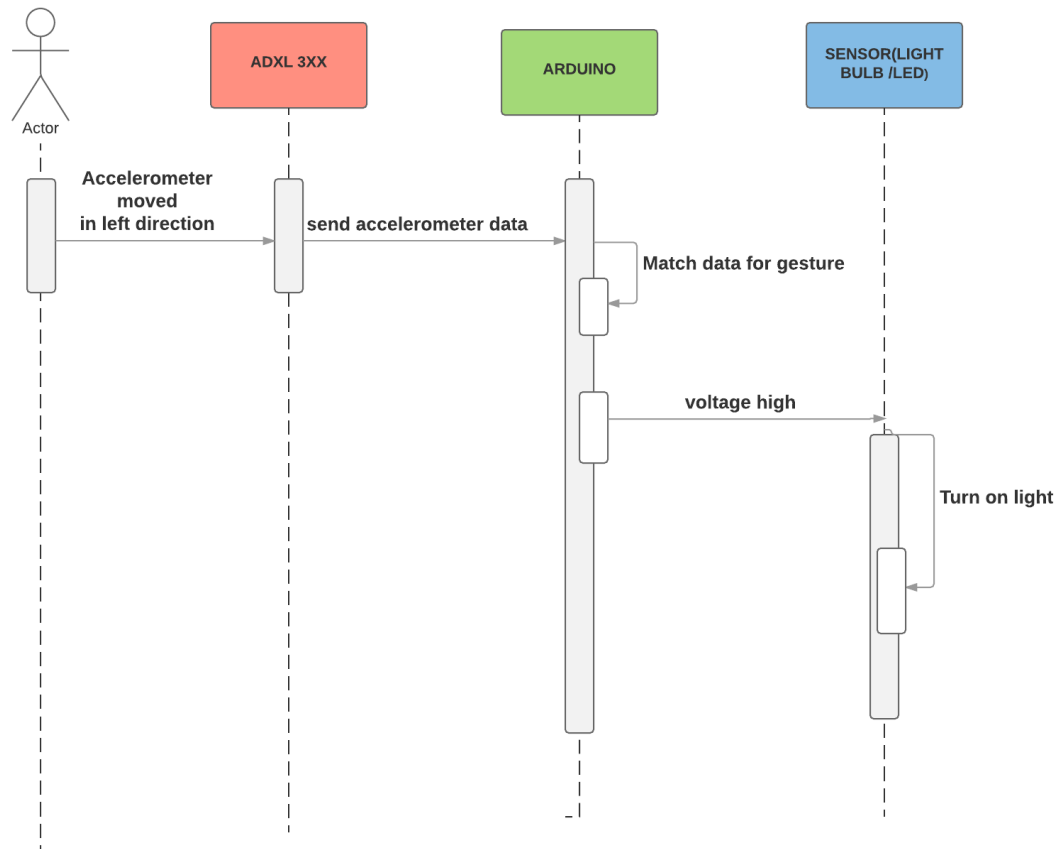 Actor
ADXL 3XX
ARDUINO
SENSOR(LIGHT
BULB /LED)
Accelerometer
moved
in left direction
send accelerometer data
Match data for gesture
voltage high
Turn on light